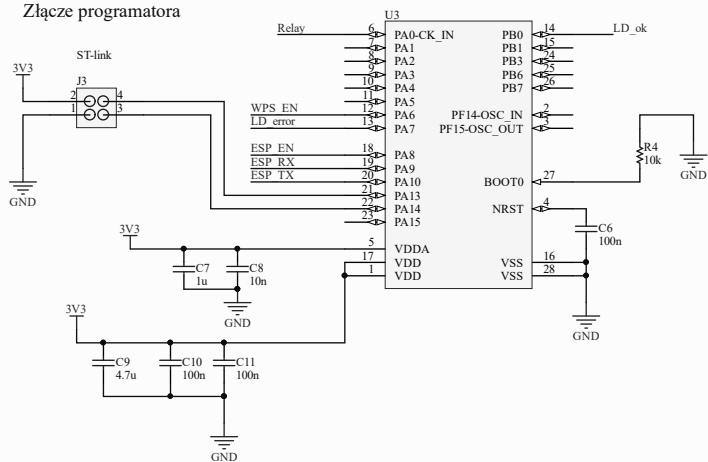 Złącze programatora
ST-link
3V3
J3
2
4
1
3
GND
U3
Relay
6
PA0-CK_IN
7
PA1
8
PA2
9
PA3
10
PA4
11
PA5
WPS_EN
12
PA6
LD_error
13
PA7
ESP_EN
18
PA8
ESP_RX
19
PA9
ESP_TX
20
PA10
21
PA13
22
PA14
23
PA15
3V3
5
VDDA
17
VDD
1
VDD
PB0
14
LD_ok
PB1
15
PB3
24
PB6
25
PB7
26
PF14-OSC_IN
2
PF15-OSC_OUT
3
BOOT0
27
NRST
4
VSS
16
VSS
28
R4
10k
GND
C6
100n
GND
C7
1u
C8
10n
GND
3V3
C9
4.7u
C10
100n
C11
100n
GND